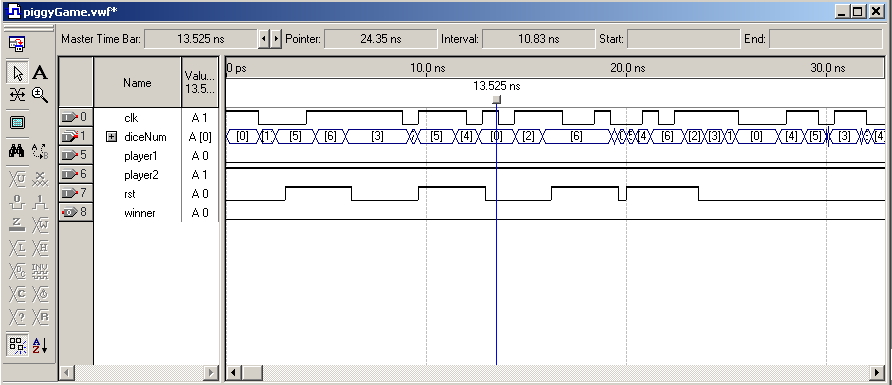 piggyGame.vwf*
Master Time Bar: 13.525 ns Pointer: 24.35 ns Interval: 10.83 ns Start: End:
Name Valu... 13.5...
0 ps 10.0 ns 20.0 ns 30.0 ns
13.525 ns
0 clk A 1
1 diceNum A [0] [0] [1] [5] [6] [3] [5] [4] [0] [2] [6] [4] [6] [2] [3] [0] [4] [5] [3] [4]
5 player1 A 0
6 player2 A 1
7 rst A 0
8 winner A 0